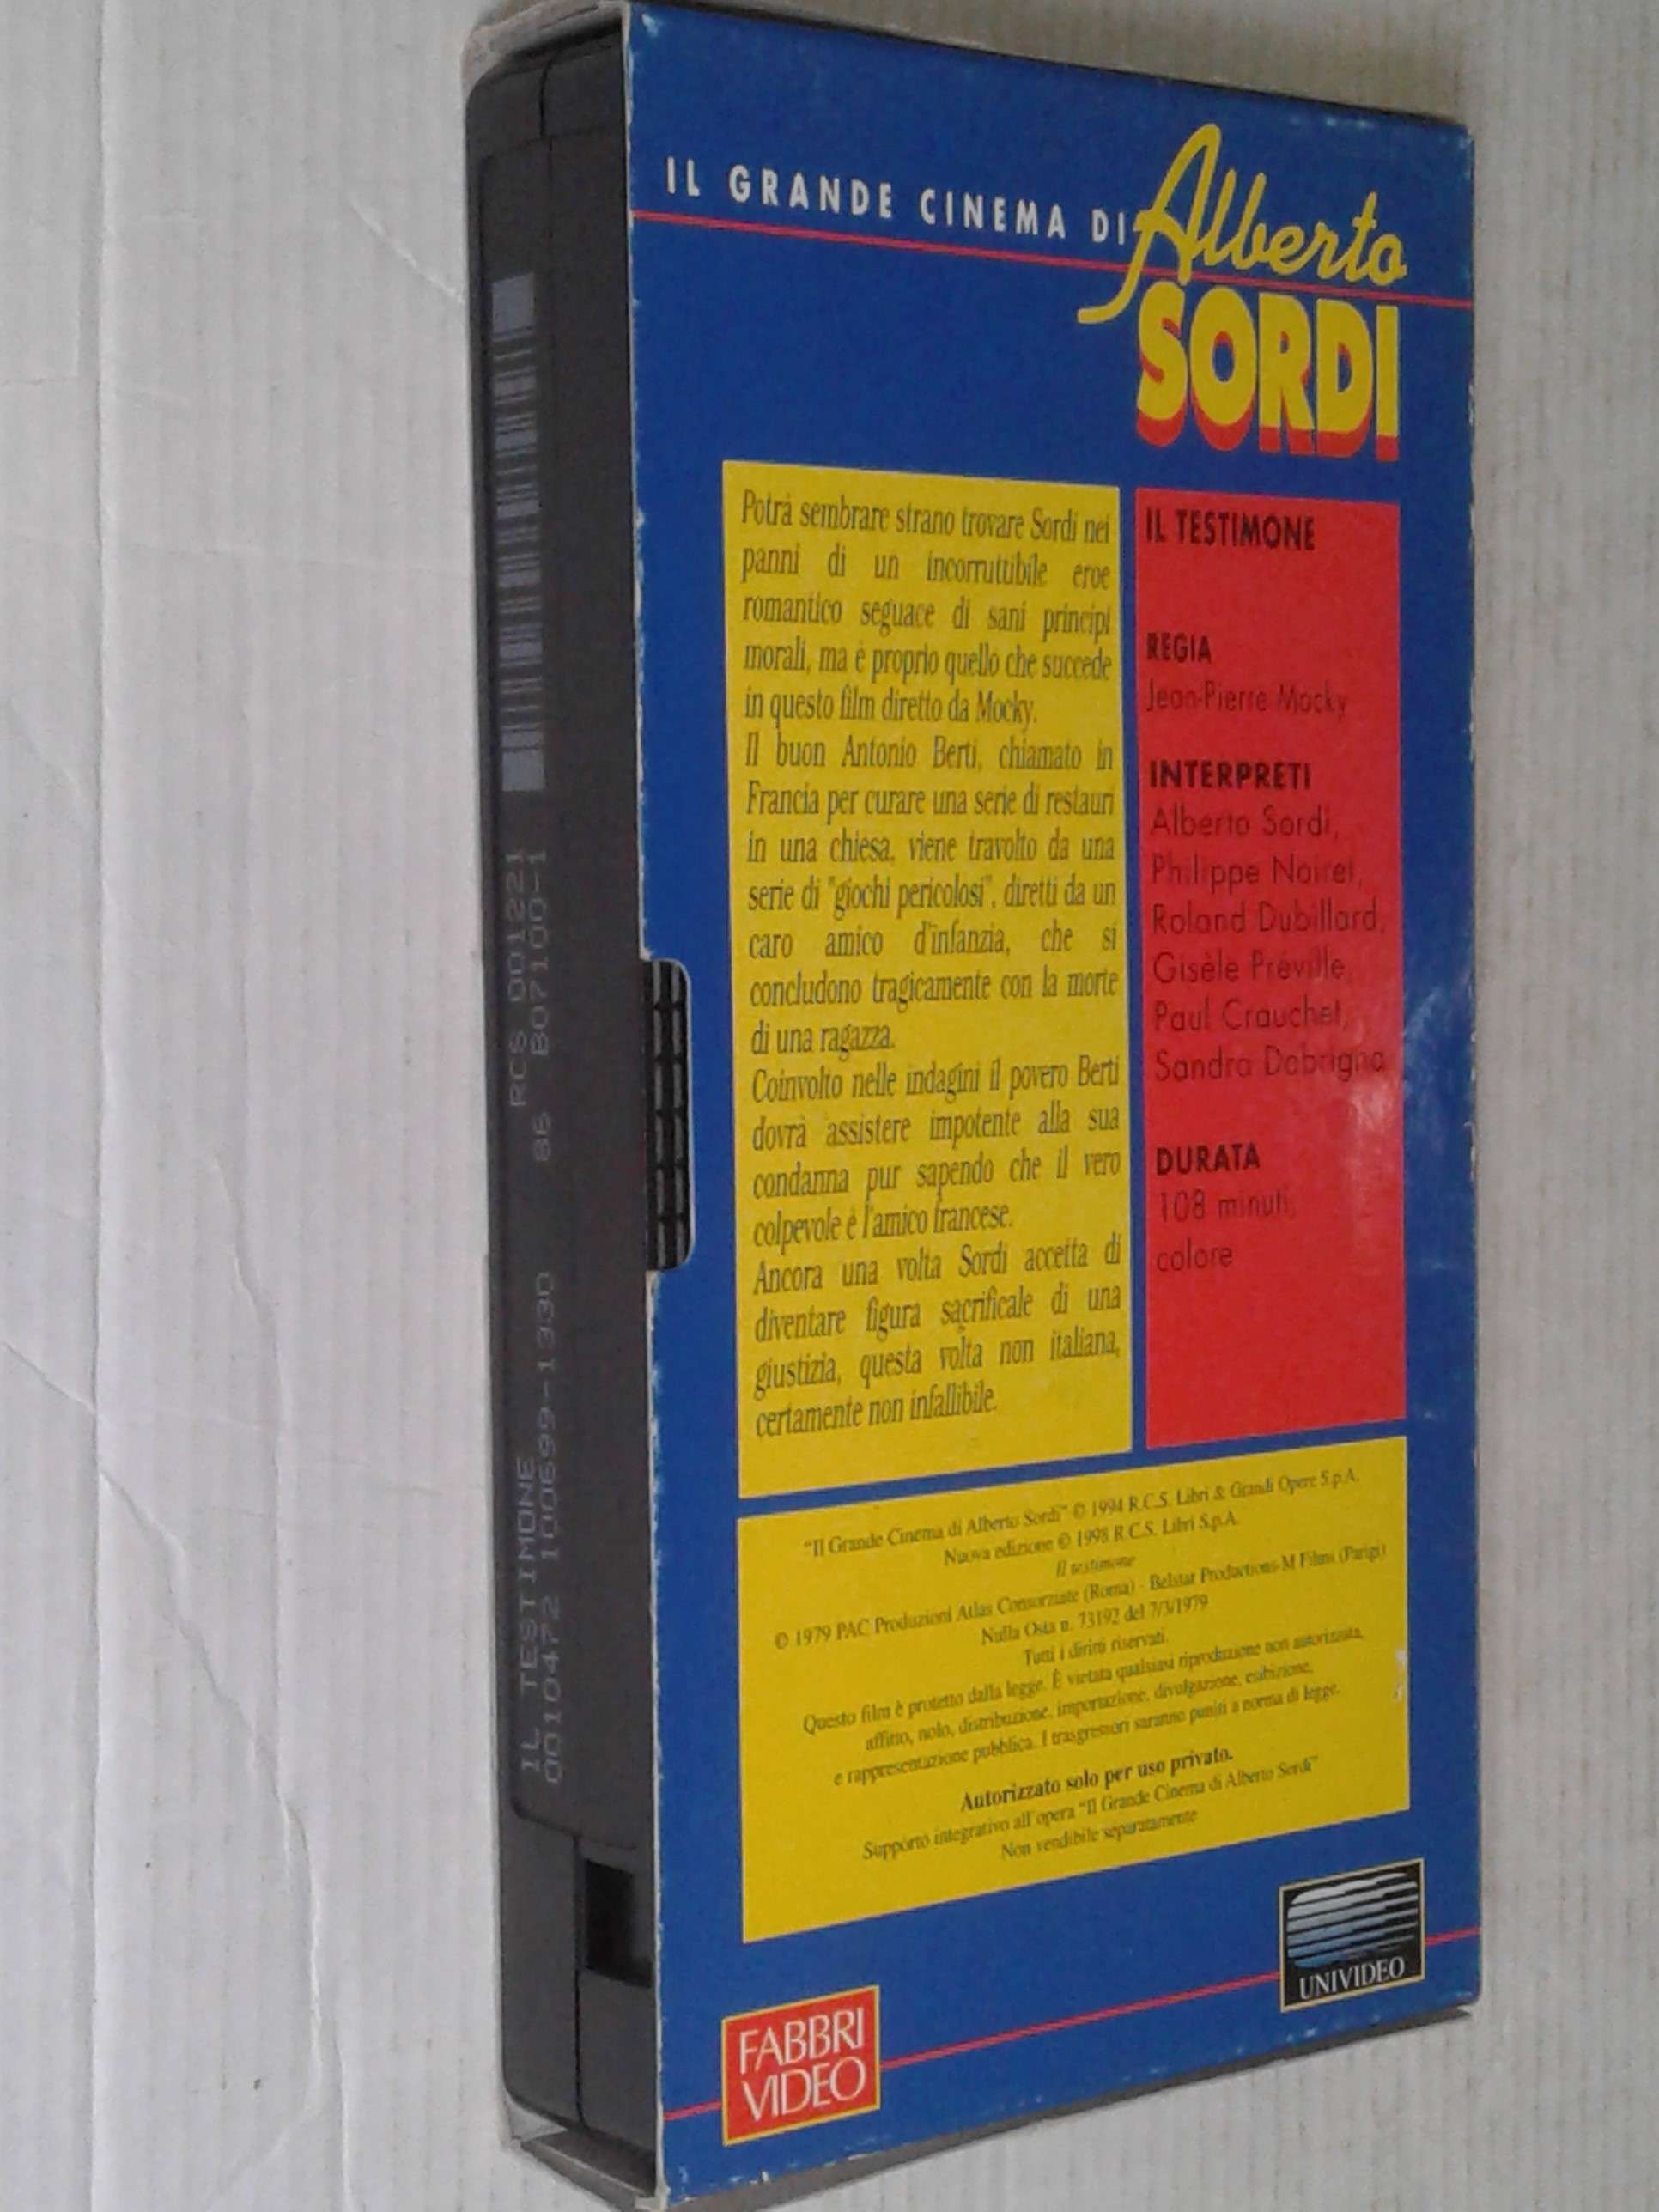 IL GRANDE CINEMA DI
Alberto
SORDI
Potrà sembrare strano trovare Sordi nei
panni di un incorruttibile eroe
romantico seguace di sani principi
morali, ma è proprio quello che succede
in questo film diretto da Mocky.
Il buon Antonio Berti, chiamato in
Francia per curare una serie di restauri
in una chiesa, viene travolto da una
serie di "giochi pericolosi", diretti da un
caro amico d'infanzia, che si
concludono tragicamente con la morte
di una ragazza.
Coinvolto nelle indagini il povero Berti
dovrà assistere impotente alla sua
condanna pur sapendo che il vero
colpevole è l'amico francese.
Ancora una volta Sordi accetta di
diventare figura sacrificale di una
giustizia, questa volta non italiana,
certamente non infallibile.
IL TESTIMONE
REGIA
Jean-Pierre Mocky
INTERPRETI
Alberto Sordi,
Philippe Noiret,
Roland Dubillard,
Gisèle Préville,
Paul Crauchet,
Sandra Dobrigna
DURATA
108 minuti,
colore
"Il Grande Cinema di Alberto Sordi" © 1994 R.C.S. Libri & Grandi Opere S.p.A.
Nuova edizione © 1998 R.C.S. Libri S.p.A.
Il testimone
© 1979 PAC Produzioni Atlas Consorziate (Roma) - Belstar Productions-M Films (Parigi)
Nulla Osta n. 73192 del 7/3/1979
Tutti i diritti riservati.
Questo film è protetto dalla legge. È vietata qualsiasi riproduzione non autorizzata,
affitto, nolo, distribuzione, importazione, divulgazione, esibizione,
e rappresentazione pubblica. I trasgressori saranno puniti a norma di legge.
Autorizzato solo per uso privato.
Supporto integrativo all'opera "Il Grande Cinema di Alberto Sordi"
Non vendibile separatamente
FABBRI
VIDEO
UNIVIDEO
RCS 001221
86 B07100-1
IL TESTIMONE
0010472 100699-1330